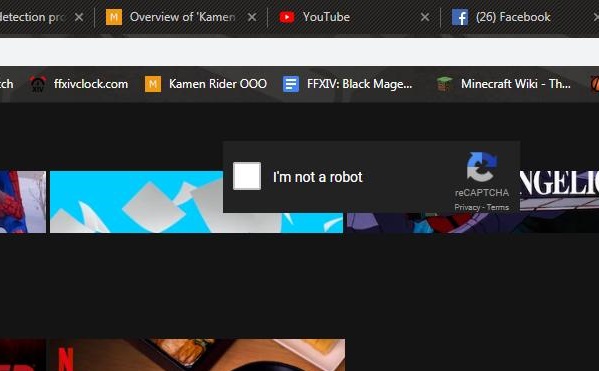 detection pro
Overview of 'Kamen
YouTube
(26) Facebook
tch
ffxivclock.com
Kamen Rider OOO
FFXIV: Black Mage...
Minecraft Wiki - Th...
I'm not a robot
reCAPTCHA
Privacy - Terms
NGELIO
N